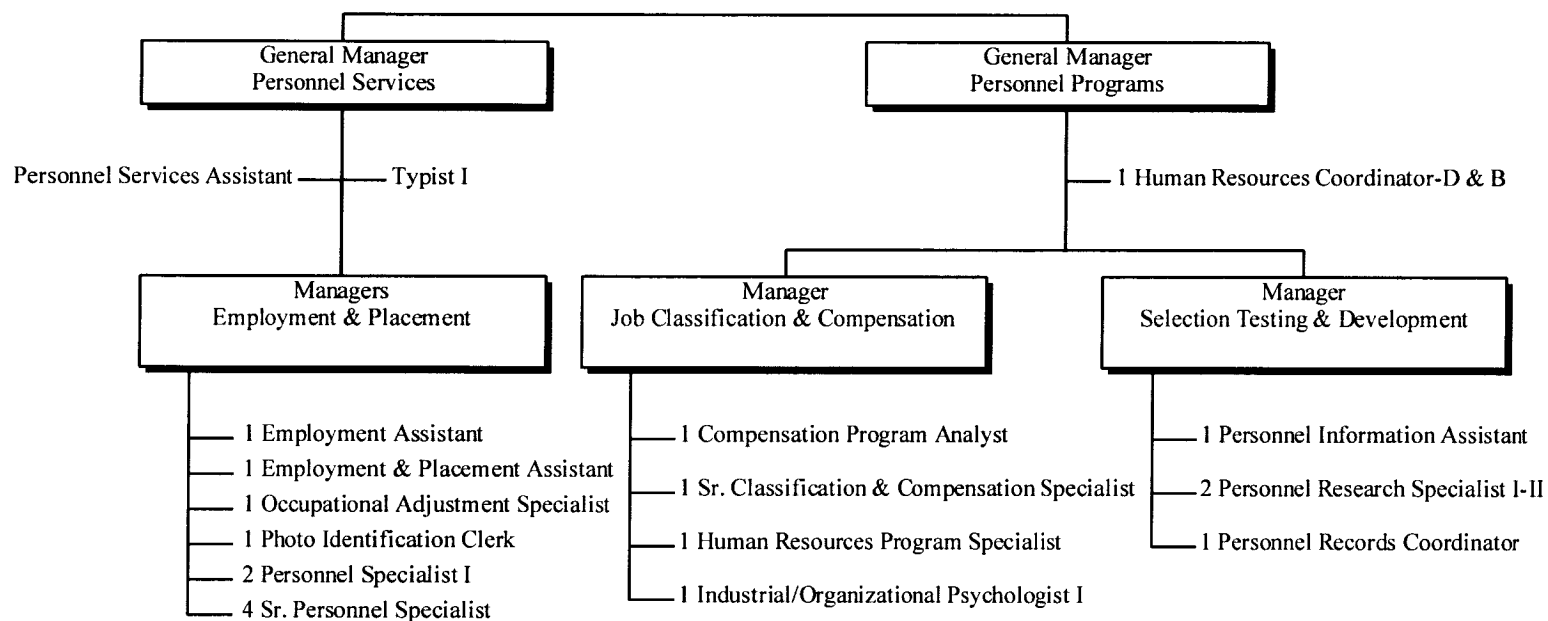 General Manager
Personnel Services
General Manager
Personnel Programs
Personnel Services Assistant
Typist I
1 Human Resources Coordinator-D & B
Managers
Employment & Placement
Manager
Job Classification & Compensation
Manager
Selection Testing & Development
1 Employment Assistant
1 Employment & Placement Assistant
1 Occupational Adjustment Specialist
1 Photo Identification Clerk
2 Personnel Specialist I
4 Sr. Personnel Specialist
1 Compensation Program Analyst
1 Sr. Classification & Compensation Specialist
1 Human Resources Program Specialist
1 Industrial/Organizational Psychologist I
1 Personnel Information Assistant
2 Personnel Research Specialist I-II
1 Personnel Records Coordinator